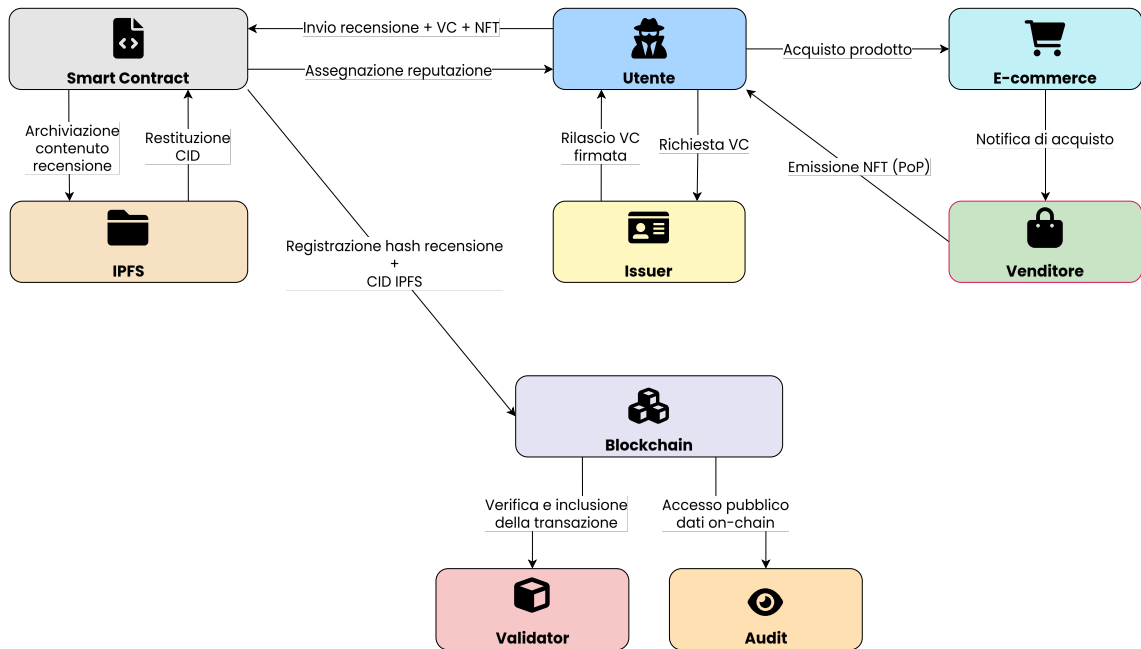 Invio recensione + VC + NFT
Smart Contract
Assegnazione reputazione
Utente
Acquisto prodotto
E-commerce
Archiviazione
contenuto
recensione
Restituzione
CID
Rilascio VC
firmata
Richiesta VC
Notifica di acquisto
Emissione NFT (PoP)
IPFS
Issuer
Venditore
Registrazione hash recensione
+
CID IPFS
Blockchain
Verifica e inclusione
della transazione
Accesso pubblico
dati on-chain
Validator
Audit